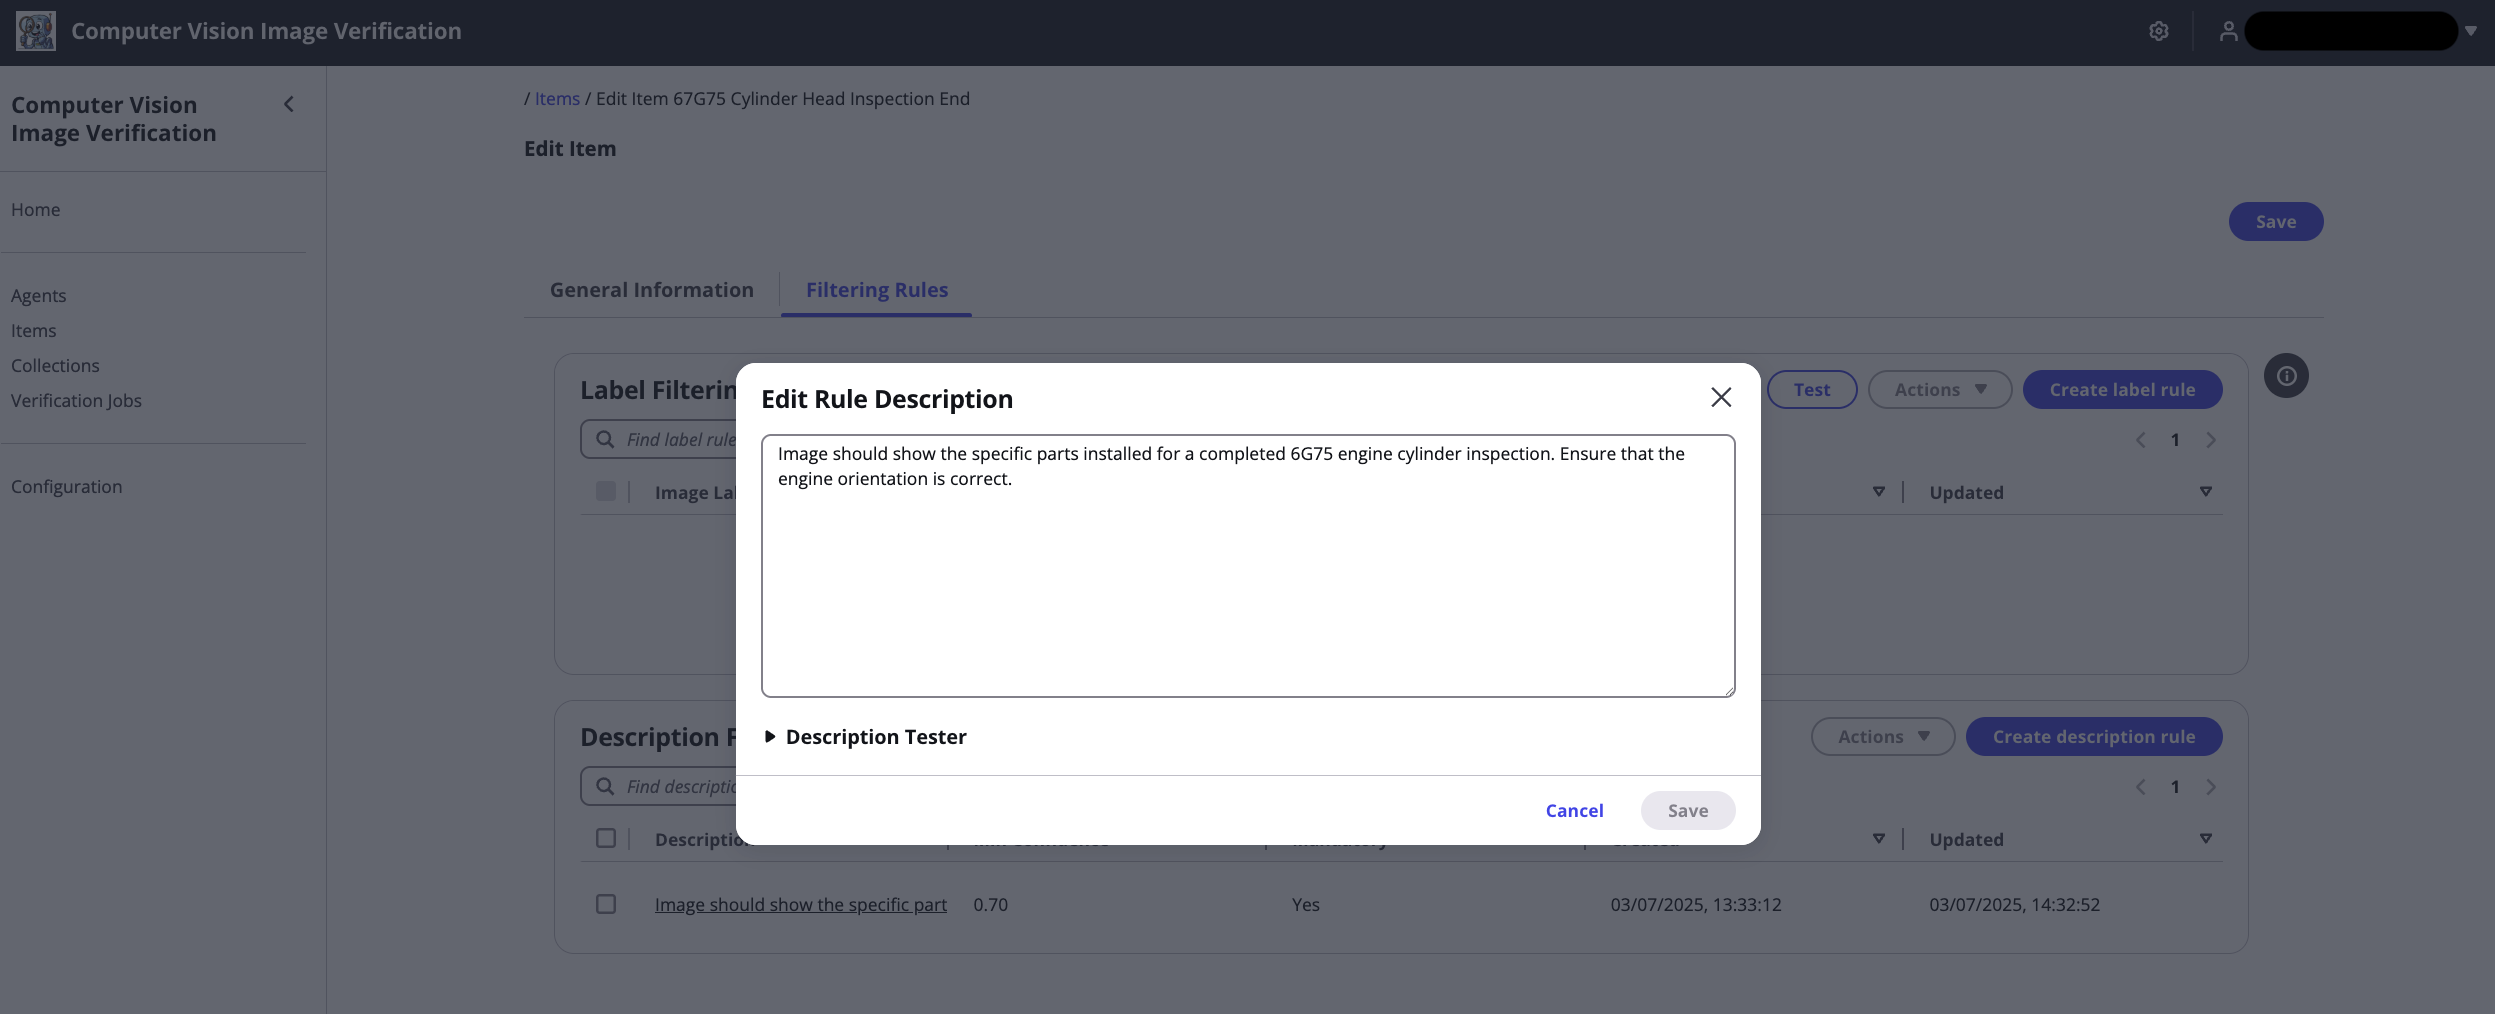 Computer Vision Image Verification
Computer Vision
Image Verification
Home
Agents
Items
Collections
Verification Jobs
Configuration
/ Items / Edit Item 67G75 Cylinder Head Inspection End
Edit Item
Save
General Information
Filtering Rules
Label Filterin
Test
Actions
Create label rule
Find label rule
1
Image La
Updated
Edit Rule Description
Image should show the specific parts installed for a completed 6G75 engine cylinder inspection. Ensure that the
engine orientation is correct.
Description Tester
Cancel
Save
Description F
Actions
Create description rule
Find descriptio
1
Description
Updated
Image should show the specific part
0.70
Yes
03/07/2025, 13:33:12
03/07/2025, 14:32:52